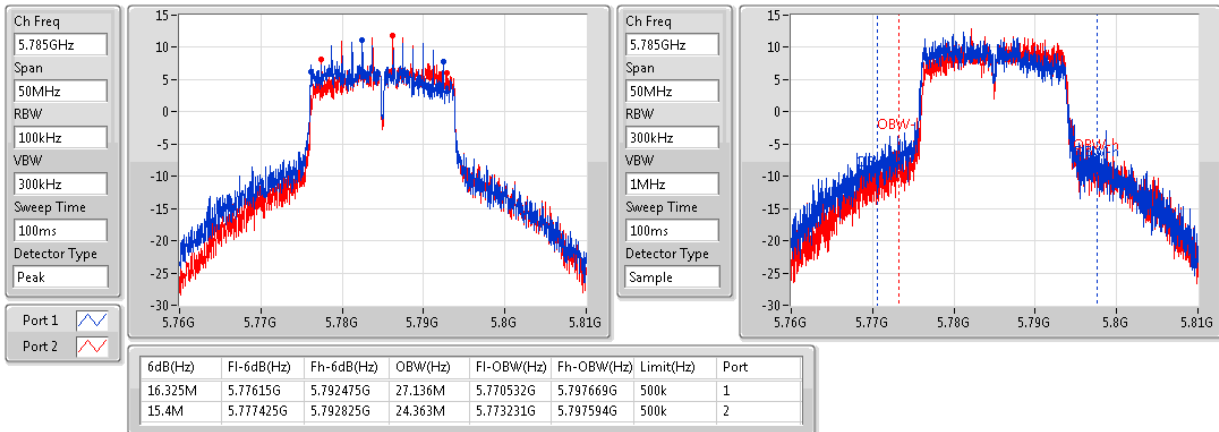 Ch Freq
5.785GHz
Span
50MHz
RBW
100kHz
VBW
300kHz
Sweep Time
100ms
Detector Type
Peak
Port 1
Port 2
15
10
5
0
-5
-10
-15
-20
-25
-30
5.76G 5.77G 5.78G 5.79G 5.8G 5.81G
Ch Freq
5.785GHz
Span
50MHz
RBW
300kHz
VBW
1MHz
Sweep Time
100ms
Detector Type
Sample
15
10
5
0
-5
-10
-15
-20
-25
-30
5.76G 5.77G 5.78G 5.79G 5.8G 5.81G
6dB(Hz) Fl-6dB(Hz) Fh-6dB(Hz) OBW(Hz) Fl-OBW(Hz) Fh-OBW(Hz) Limit(Hz) Port
16.325M 5.77615G 5.792475G 27.136M 5.770532G 5.797669G 500k 1
15.4M 5.777425G 5.792825G 24.363M 5.773231G 5.797594G 500k 2